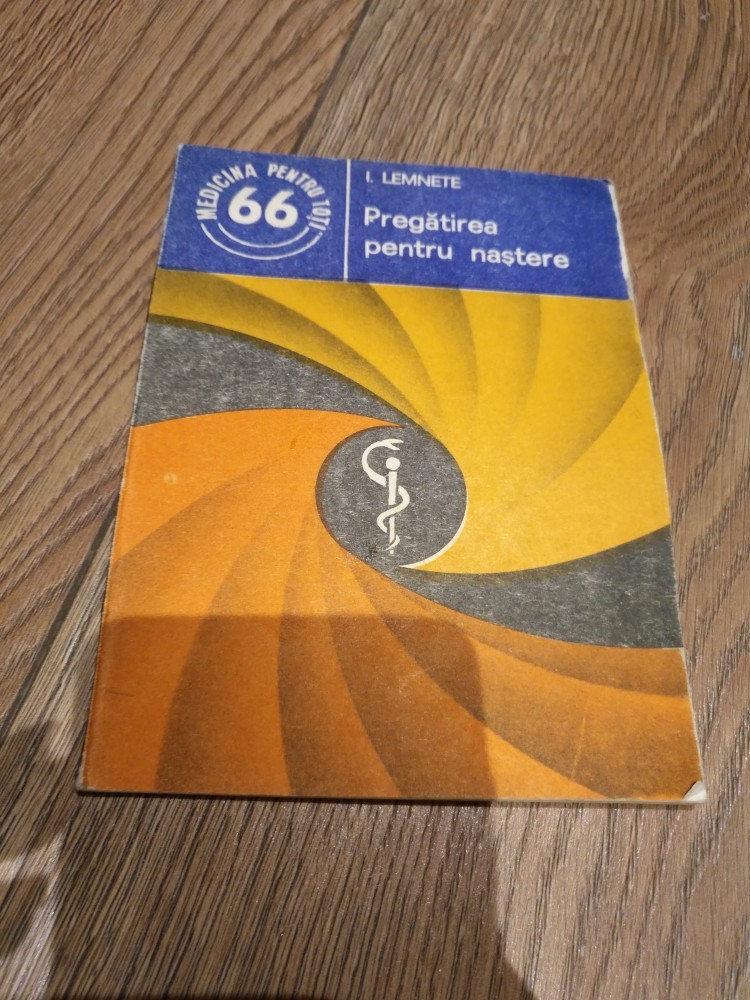 MEDICINA PENTRU TOȚI
66
I. LEMNETE
Pregătirea
pentru naștere